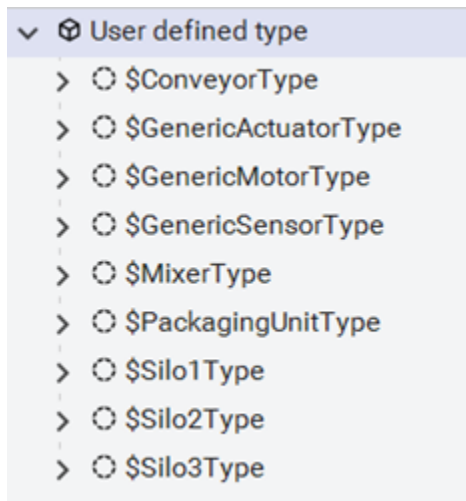 User defined type
$ConveyorType
$GenericActuatorType
$GenericMotorType
$GenericSensorType
$MixerType
$PackagingUnitType
$Silo1Type
$Silo2Type
$Silo3Type